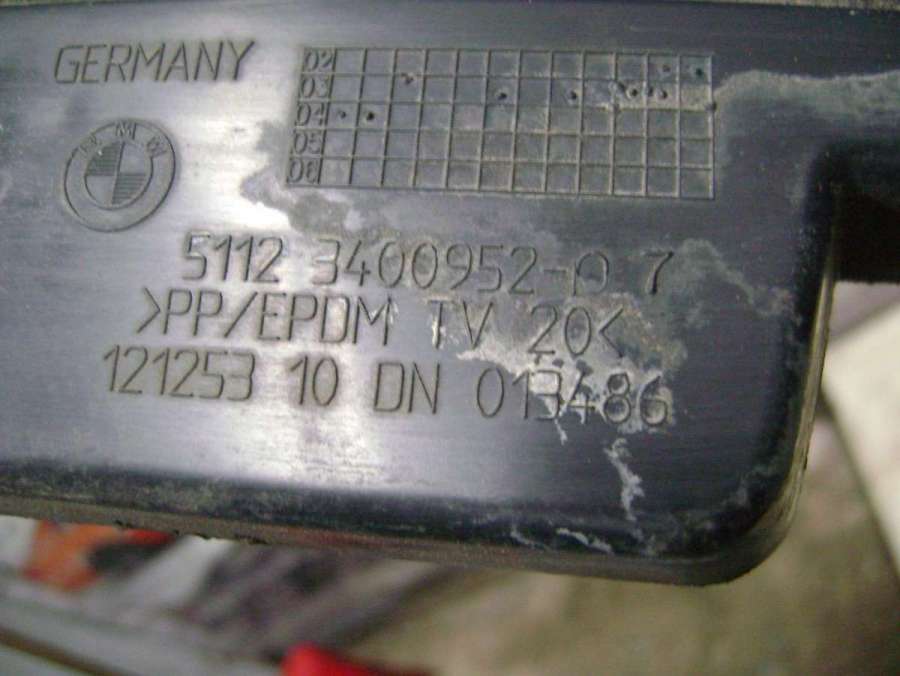 GERMANY
02
03
04
05
06
BMW
5112 3400952-0 7
>PP/EPDM TV 20<
121253 10 DN 013486